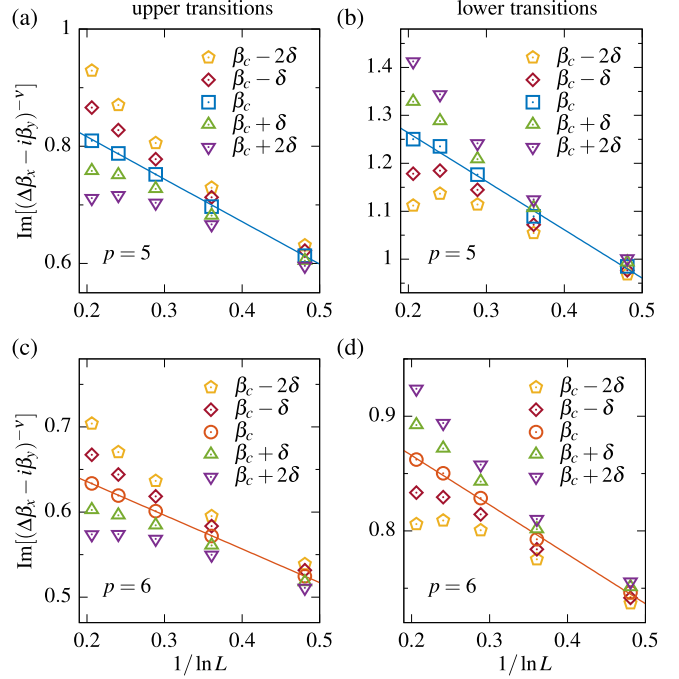 upper transitions
lower transitions
(a)
Im[(Δβx − iβy)^−ν]
1
0.8
0.6
βc − 2δ
βc − δ
βc
βc + δ
βc + 2δ
p = 5
0.2 0.3 0.4 0.5
(b)
1.4
1.3
1.2
1.1
1
βc − 2δ
βc − δ
βc
βc + δ
βc + 2δ
p = 5
0.2 0.3 0.4 0.5
(c)
Im[(Δβx − iβy)^−ν]
0.7
0.6
0.5
βc − 2δ
βc − δ
βc
βc + δ
βc + 2δ
p = 6
0.2 0.3 0.4 0.5
1/ln L
(d)
0.9
0.8
βc − 2δ
βc − δ
βc
βc + δ
βc + 2δ
p = 6
0.2 0.3 0.4 0.5
1/ln L